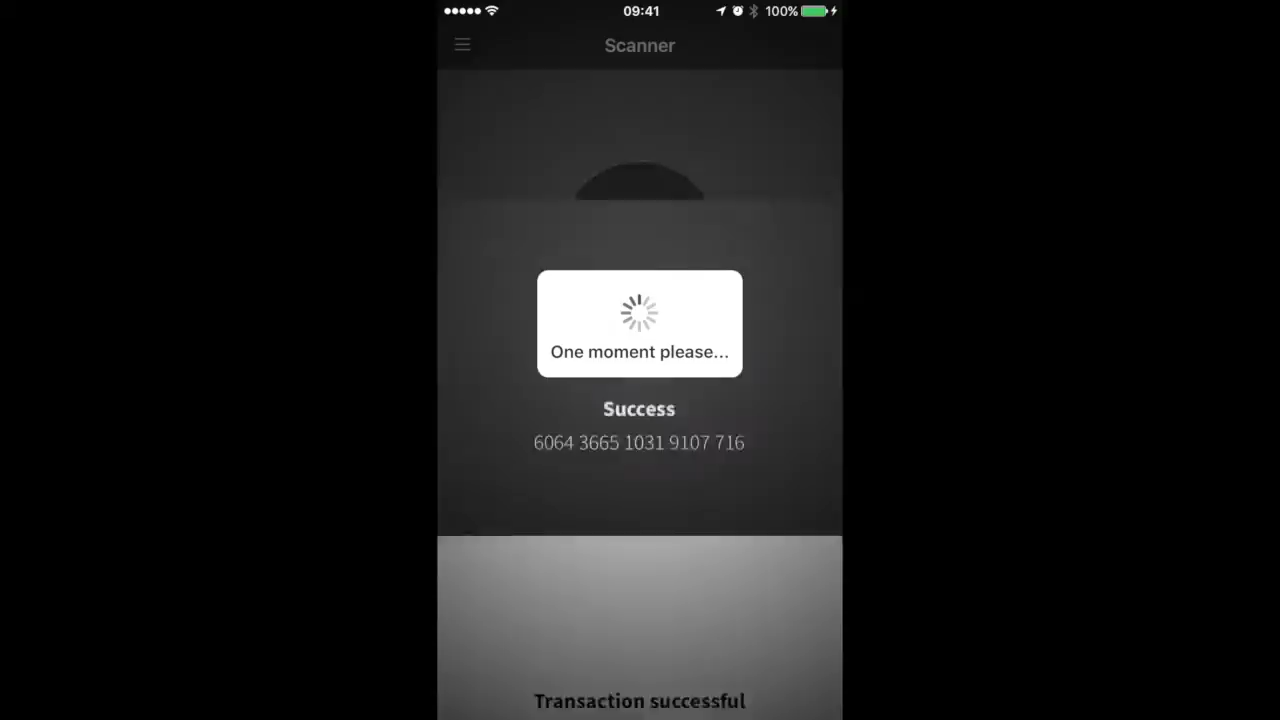 09:41
100%
Scanner
One moment please...
Success
6064 3665 1031 9107 716
Transaction successful